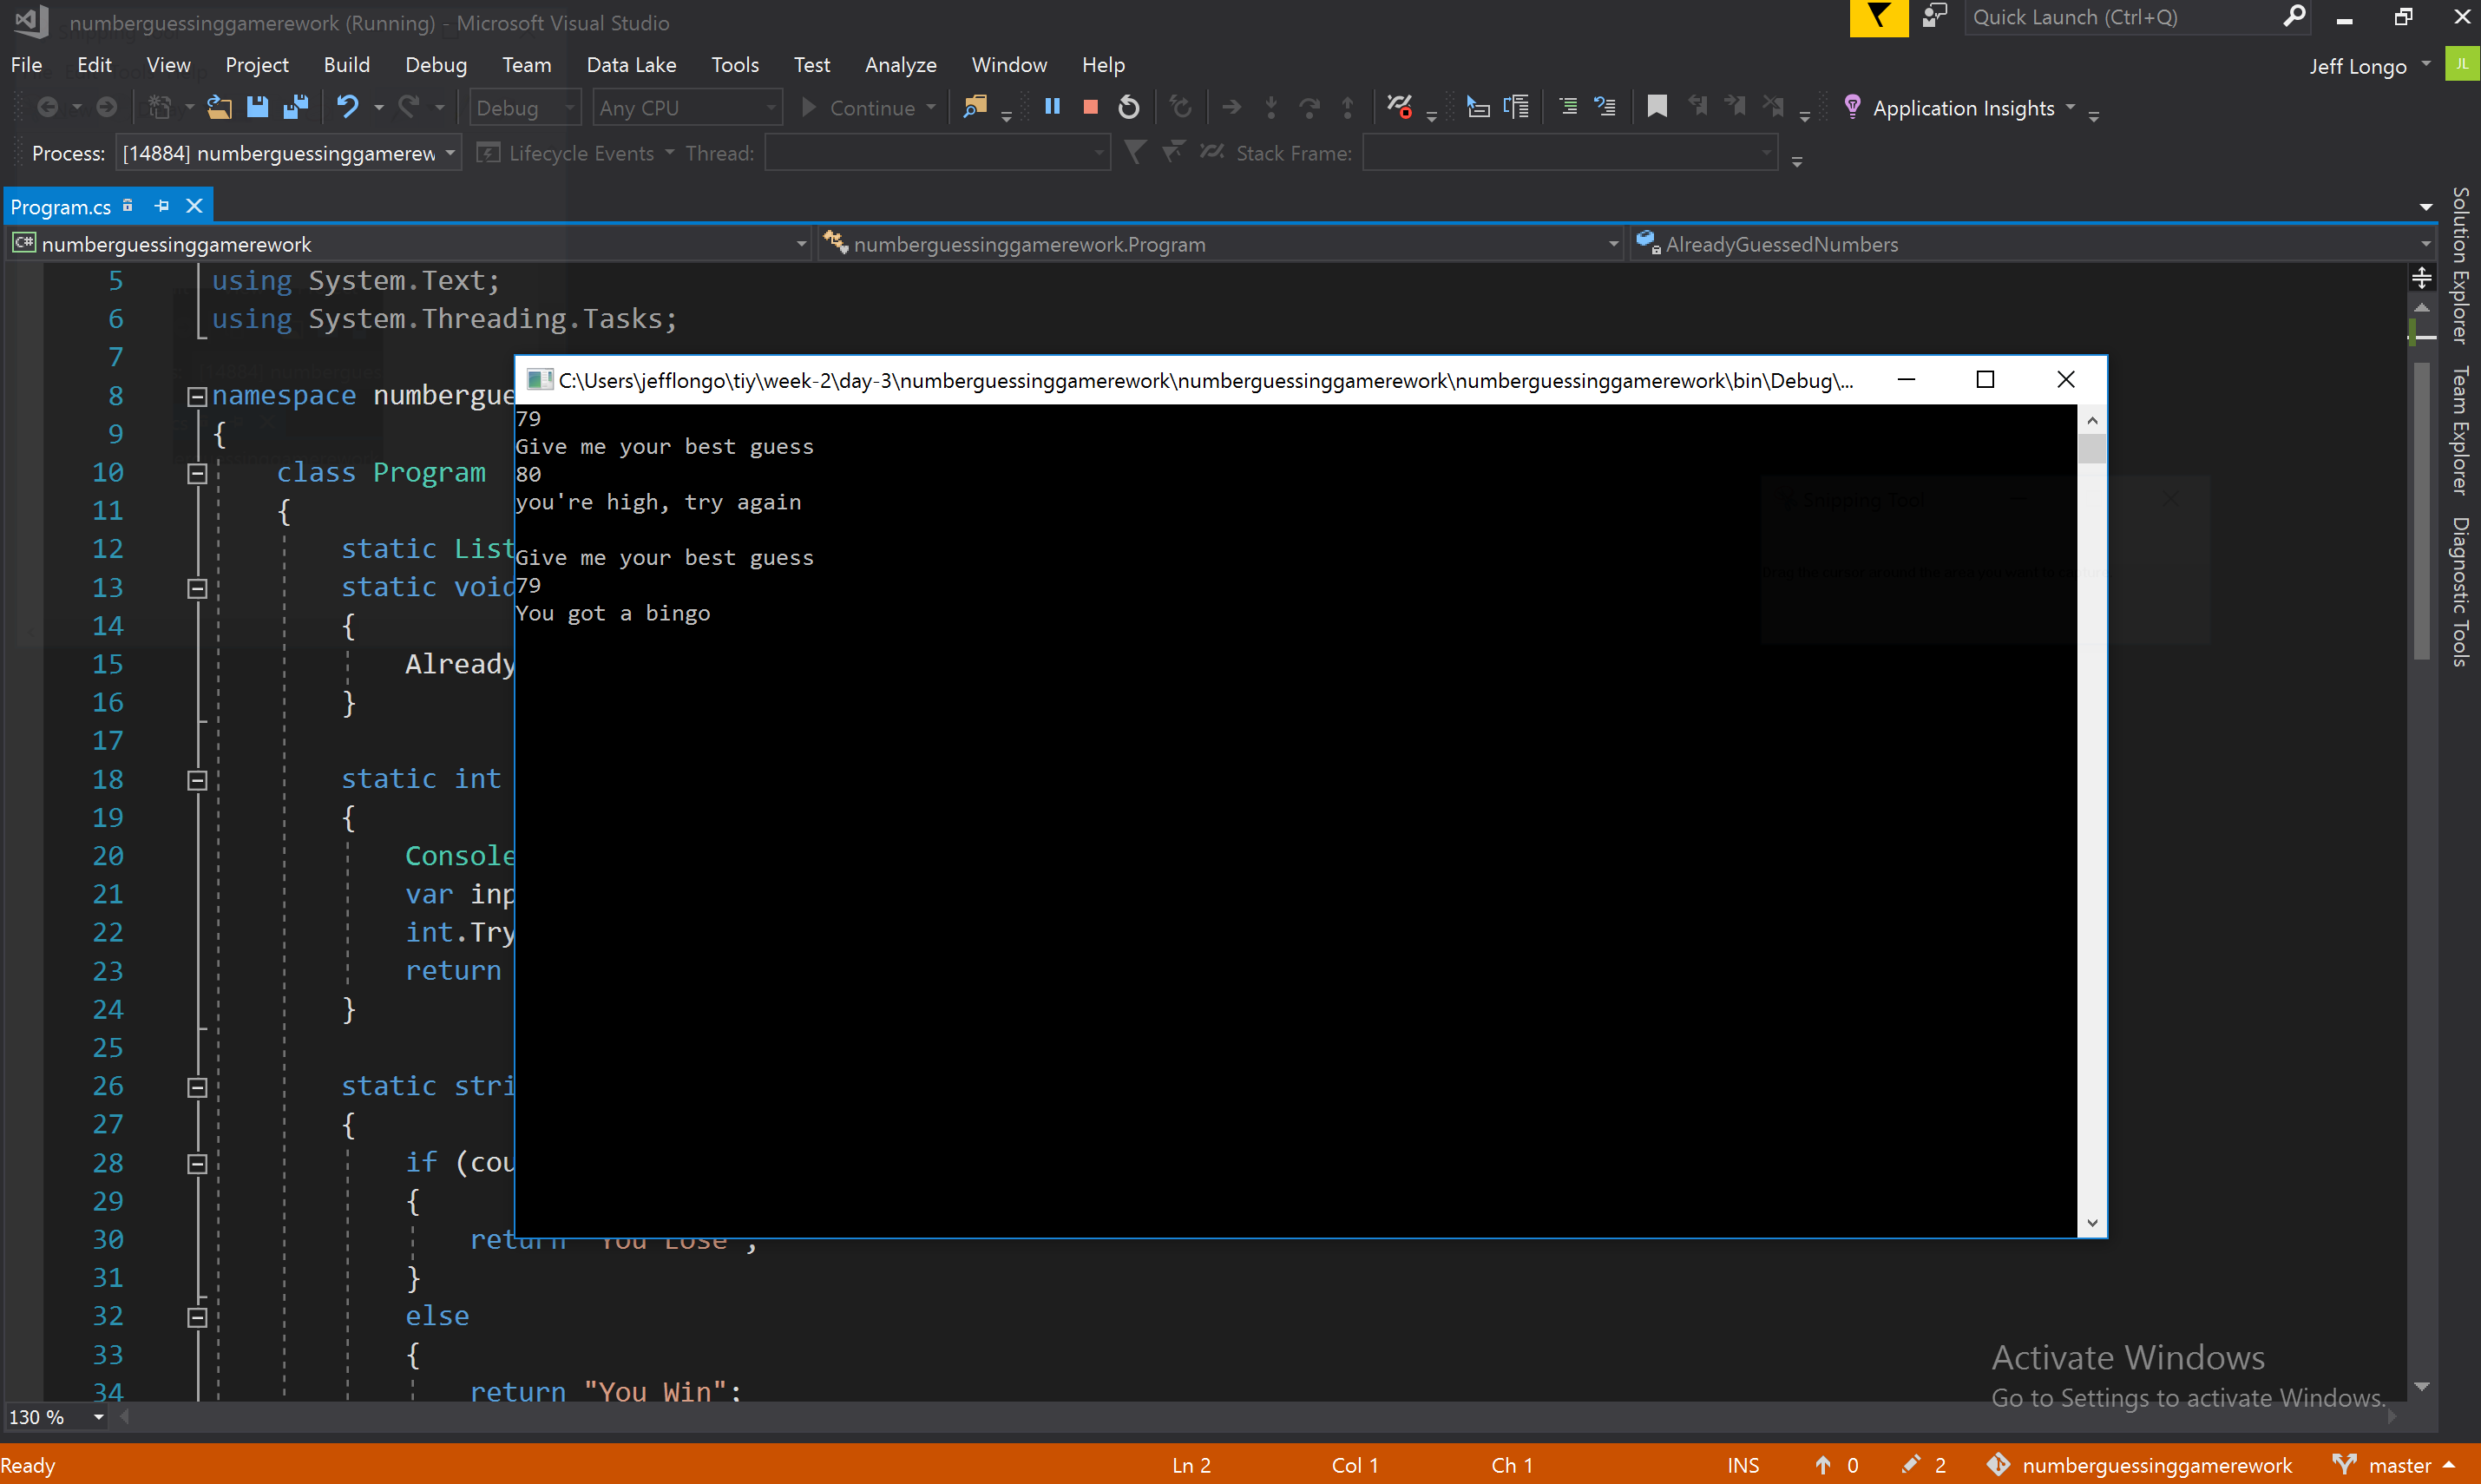 numberguessinggamerework (Running) - Microsoft Visual Studio
Quick Launch (Ctrl+Q)
File Edit View Project Build Debug Team Data Lake Tools Test Analyze Window Help
Jeff Longo JL
Debug Any CPU Continue Application Insights
Process: [14884] numberguessinggamerew Lifecycle Events Thread: Stack Frame:
Program.cs
C# numberguessinggamerework numberguessinggamerework.Program AlreadyGuessedNumbers
5 using System.Text;
6 using System.Threading.Tasks;
7
8 namespace numbergue
9 {
10 class Program
11 {
12 static List
13 static void
14 {
15 Already
16 }
17
18 static int
19 {
20 Console
21 var inp
22 int.Try
23 return
24 }
25
26 static stri
27 {
28 if (cou
29 {
30 return "You Lose";
31 }
32 else
33 {
34 return "You Win";
C:\Users\jefflongo\tiy\week-2\day-3\numberguessinggamerework\numberguessinggamerework\numberguessinggamerework\bin\Debug\...
79
Give me your best guess
80
you're high, try again
Give me your best guess
79
You got a bingo
Snipping Tool
Solution Explorer
Team Explorer
Diagnostic Tools
Activate Windows
Go to Settings to activate Windows.
130 %
Ready Ln 2 Col 1 Ch 1 INS 0 2 numberguessinggamerework master